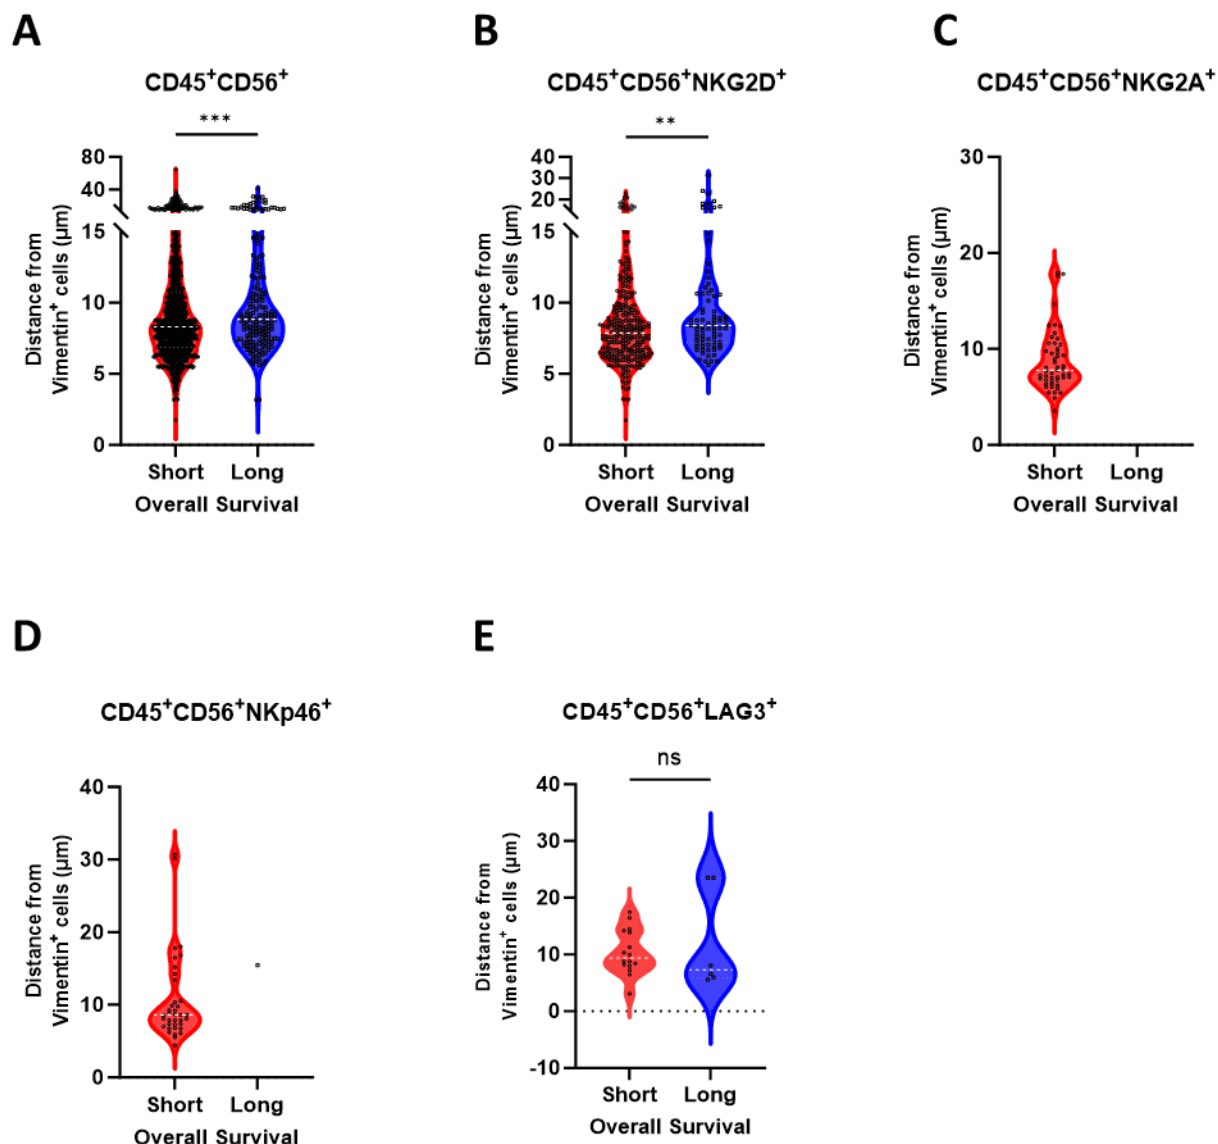 A
CD45⁺CD56⁺
***
Distance from
Vimentin⁺ cells (µm)
80
40
15
10
5
0
Short
Long
Overall Survival
B
CD45⁺CD56⁺NKG2D⁺
**
Distance from
Vimentin⁺ cells (µm)
40
30
20
15
10
5
0
Short
Long
Overall Survival
C
CD45⁺CD56⁺NKG2A⁺
Distance from
Vimentin⁺ cells (µm)
30
20
10
0
Short
Long
Overall Survival
D
CD45⁺CD56⁺NKp46⁺
Distance from
Vimentin⁺ cells (µm)
40
30
20
10
0
Short
Long
Overall Survival
E
CD45⁺CD56⁺LAG3⁺
ns
Distance from
Vimentin⁺ cells (µm)
40
30
20
10
0
-10
Short
Long
Overall Survival